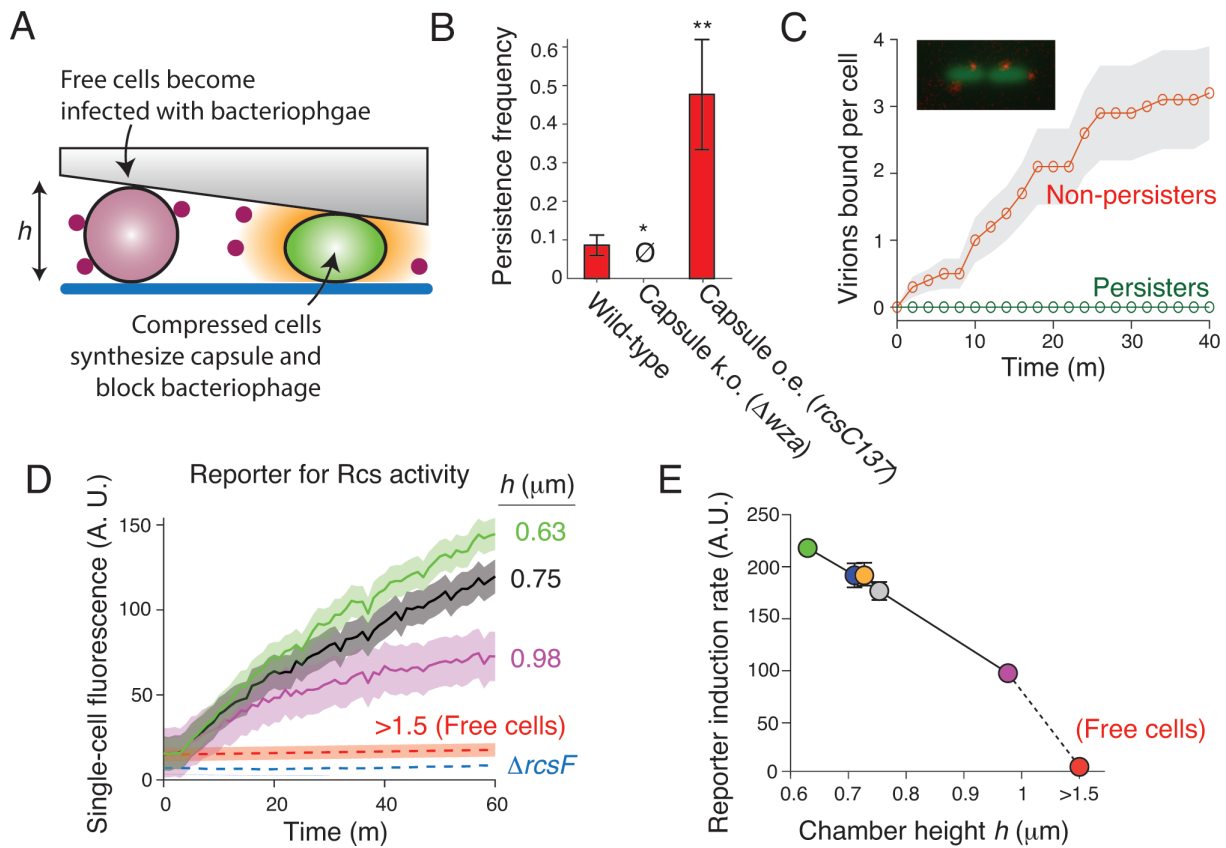 A
Free cells become
infected with bacteriophgae
h
Compressed cells
synthesize capsule and
block bacteriophage
B
Persistence frequency
0.6
0.5
0.4
0.3
0.2
0.1
0
*
Ø
**
Wild-type
Capsule k.o. (Δwza)
Capsule o.e. (rcsC137)
C
Virions bound per cell
4
3
2
1
0
Non-persisters
Persisters
0
10
20
30
40
Time (m)
D
Reporter for Rcs activity
h (μm)
Single-cell fluorescence (A. U.)
150
100
50
0
0.63
0.75
0.98
>1.5 (Free cells)
ΔrcsF
0
20
40
60
Time (m)
E
Reporter induction rate (A.U.)
250
200
150
100
50
0
(Free cells)
0.6
0.7
0.8
0.9
1
>1.5
Chamber height h (μm)